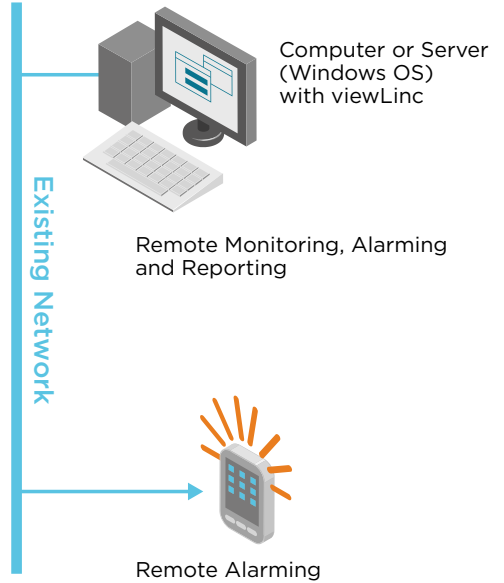 Computer or Server
(Windows OS)
with viewLinc
Existing Network
Remote Monitoring, Alarming
and Reporting
Remote Alarming